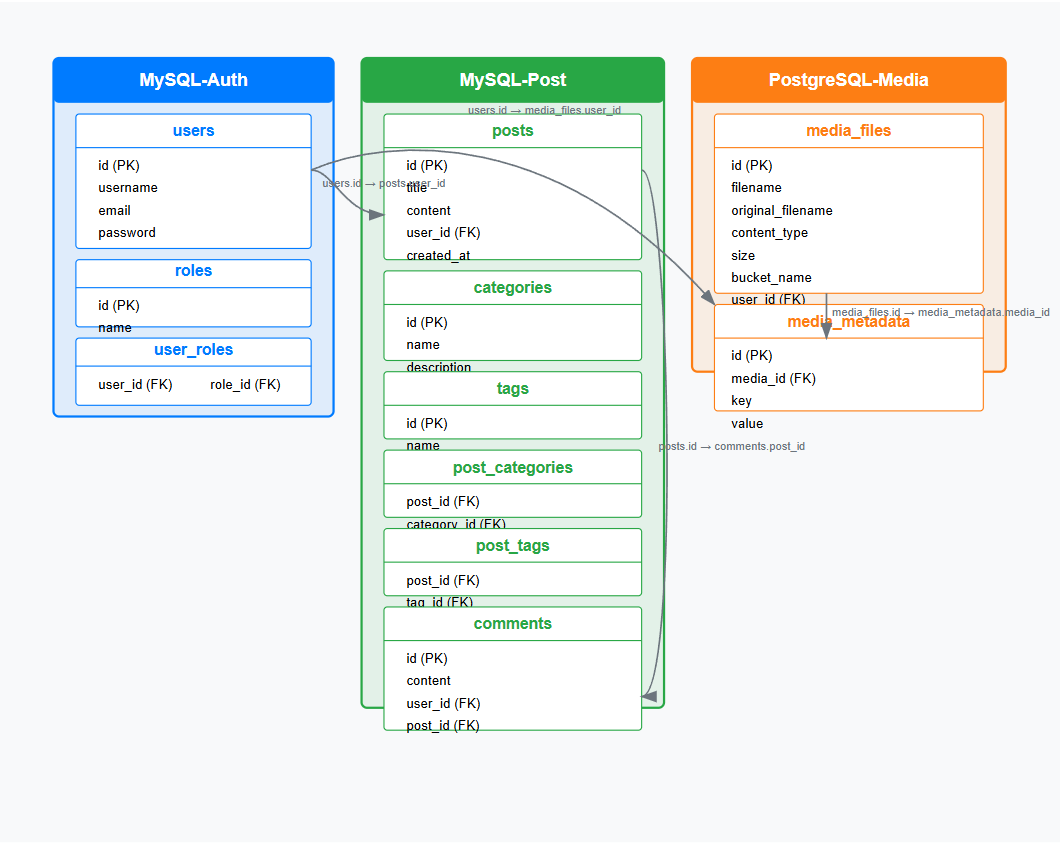 MySQL-Auth
users
id (PK)
username
email
password
roles
id (PK)
name
user_roles
user_id (FK) role_id (FK)
MySQL-Post
users.id → media_files.user_id
posts
id (PK)
users.id → posts.user_id
title
content
user_id (FK)
created_at
categories
id (PK)
name
description
tags
id (PK)
name
post_categories
post_id (FK)
category_id (FK)
post_tags
post_id (FK)
tag_id (FK)
comments
id (PK)
content
user_id (FK)
post_id (FK)
posts.id → comments.post_id
PostgreSQL-Media
media_files
id (PK)
filename
original_filename
content_type
size
bucket_name
user_id (FK)
media_files.id → media_metadata.media_id
media_metadata
id (PK)
media_id (FK)
key
value